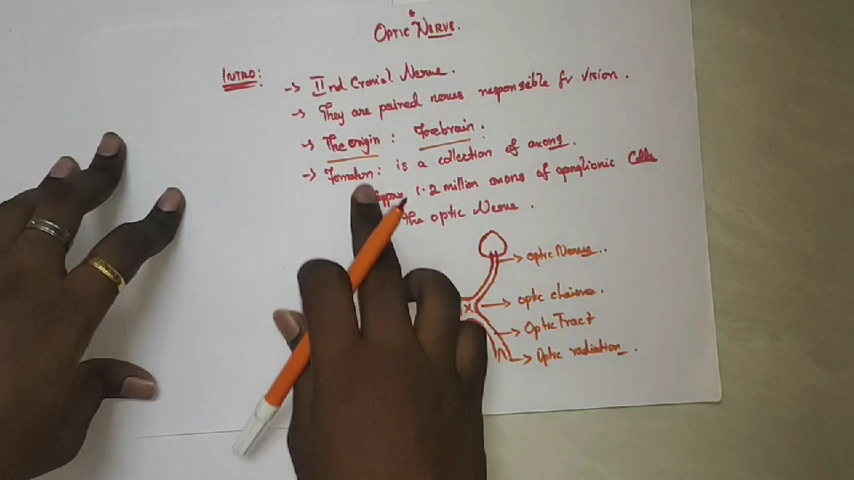 Optic Nerve.
Intro:
→ IInd Cranial Nerve.
→ They are paired nerves responsible for vision.
→ The origin: Forebrain.
→ Formation: is a collection of axons.
1.2 million axons of ganglionic cells
the optic Nerve.
→ optic Nerve..
→ optic chiasma.
→ Optic Tract
→ Optic radiation